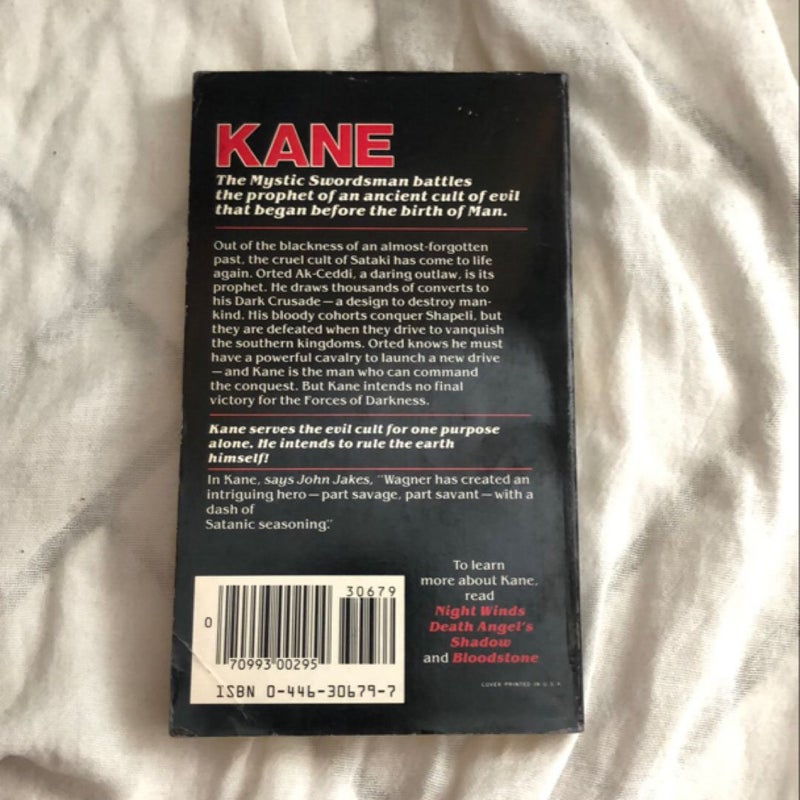 KANE
The Mystic Swordsman battles
the prophet of an ancient cult of evil
that began before the birth of Man.
Out of the blackness of an almost-forgotten
past, the cruel cult of Sataki has come to life
again. Orted Ak-Ceddi, a daring outlaw, is its
prophet. He draws thousands of converts to
his Dark Crusade—a design to destroy man-
kind. His bloody cohorts conquer Shapeli, but
they are defeated when they drive to vanquish
the southern kingdoms. Orted knows he must
have a powerful cavalry to launch a new drive
—and Kane is the man who can command
the conquest. But Kane intends no final
victory for the Forces of Darkness.
Kane serves the evil cult for one purpose
alone. He intends to rule the earth
himself!
In Kane, says John Jakes, "Wagner has created an
intriguing hero—part savage, part savant—with a
dash of
Satanic seasoning."
To learn
more about Kane,
read
Night Winds
Death Angel's
Shadow
and Bloodstone
COVER PRINTED IN U.S.A.
30679
0
70993 00295
ISBN 0-446-30679-7